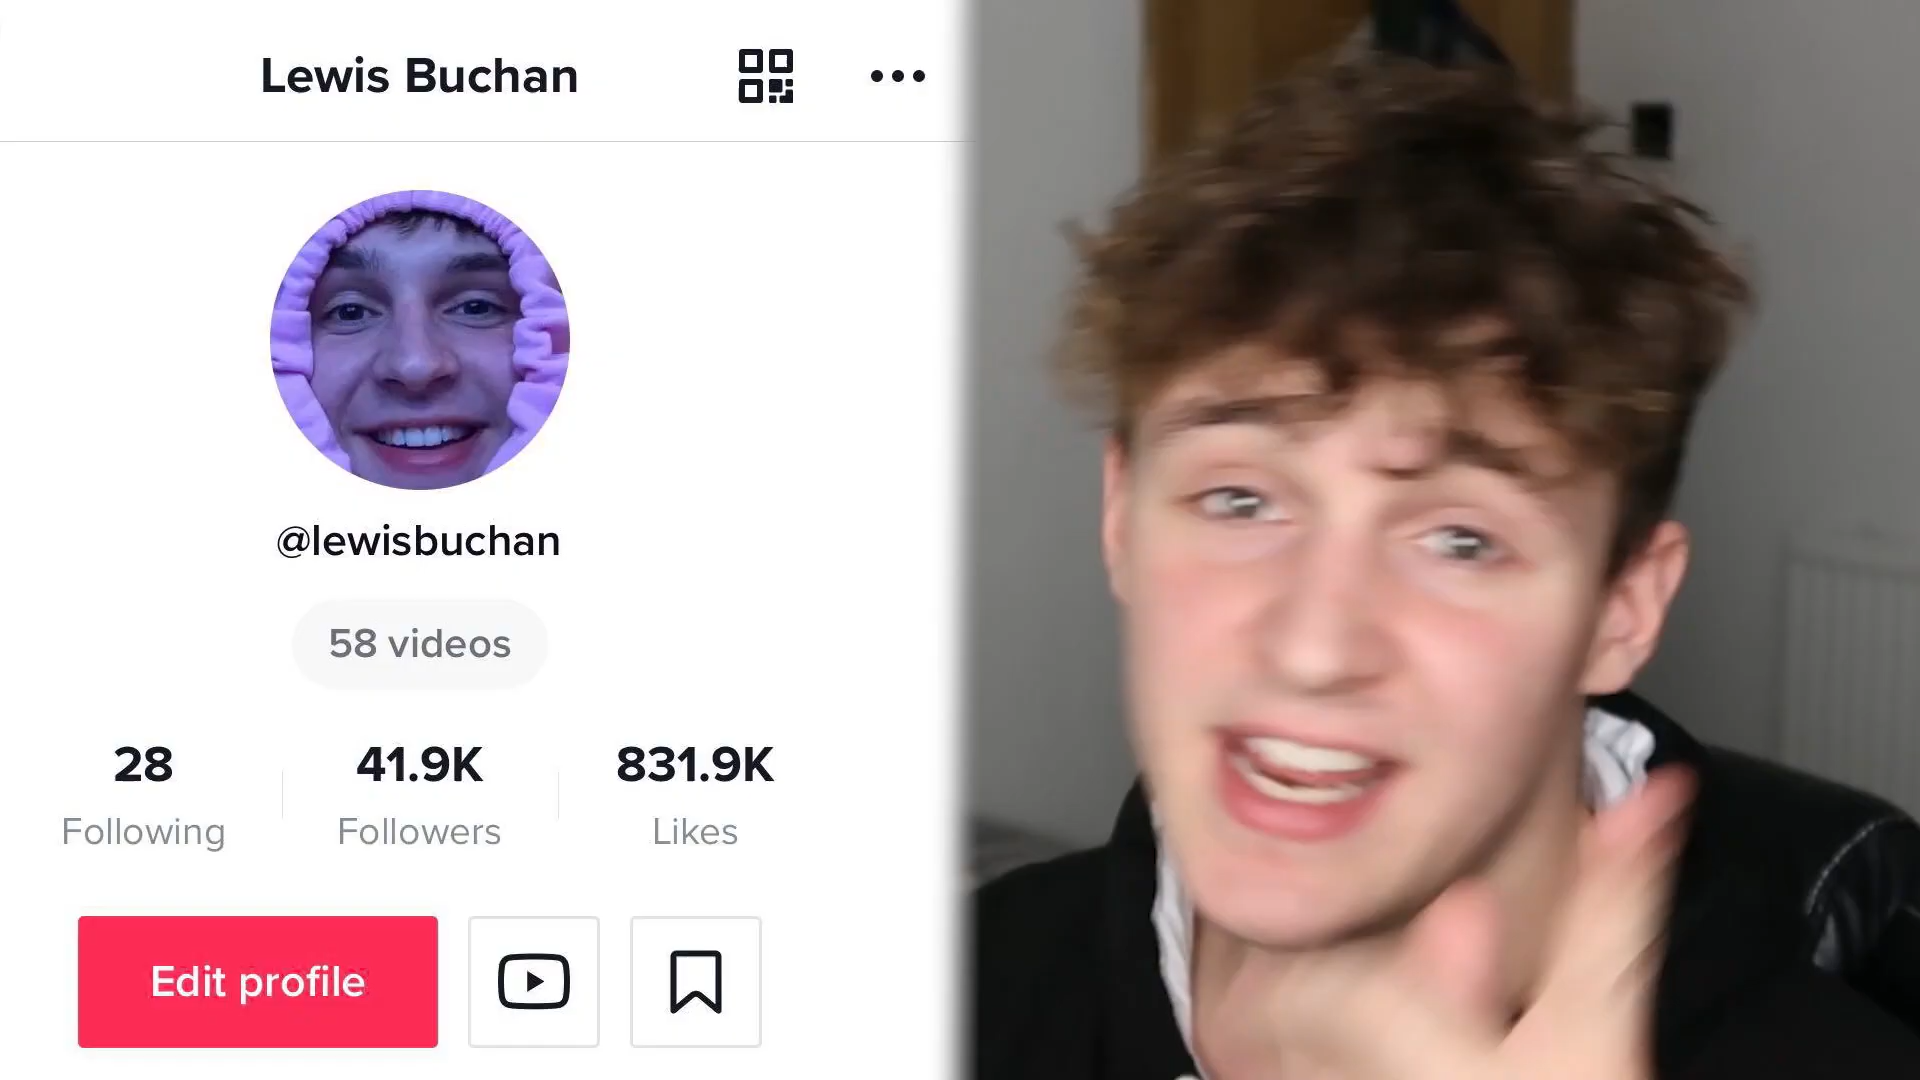 Lewis Buchan
@lewisbuchan
58 videos
28 41.9K 831.9K
Following Followers Likes
Edit profile